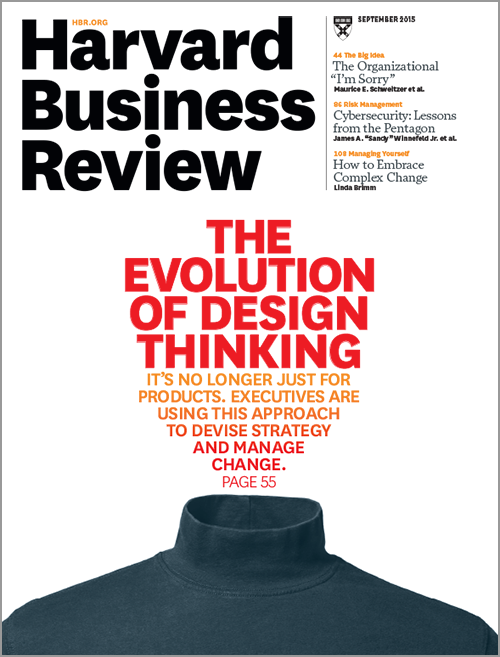 HBR.ORG
Harvard
Business
Review
SEPTEMBER 2015
44 The Big Idea
The Organizational
“I’m Sorry”
Maurice E. Schweitzer et al.
86 Risk Management
Cybersecurity: Lessons
from the Pentagon
James A. “Sandy” Winnefeld Jr. et al.
109 Managing Yourself
How to Embrace
Complex Change
Linda Brimm
THE
EVOLUTION
OF DESIGN
THINKING
IT’S NO LONGER JUST FOR
PRODUCTS. EXECUTIVES ARE
USING THIS APPROACH
TO DEVISE STRATEGY
AND MANAGE
CHANGE.
PAGE 55